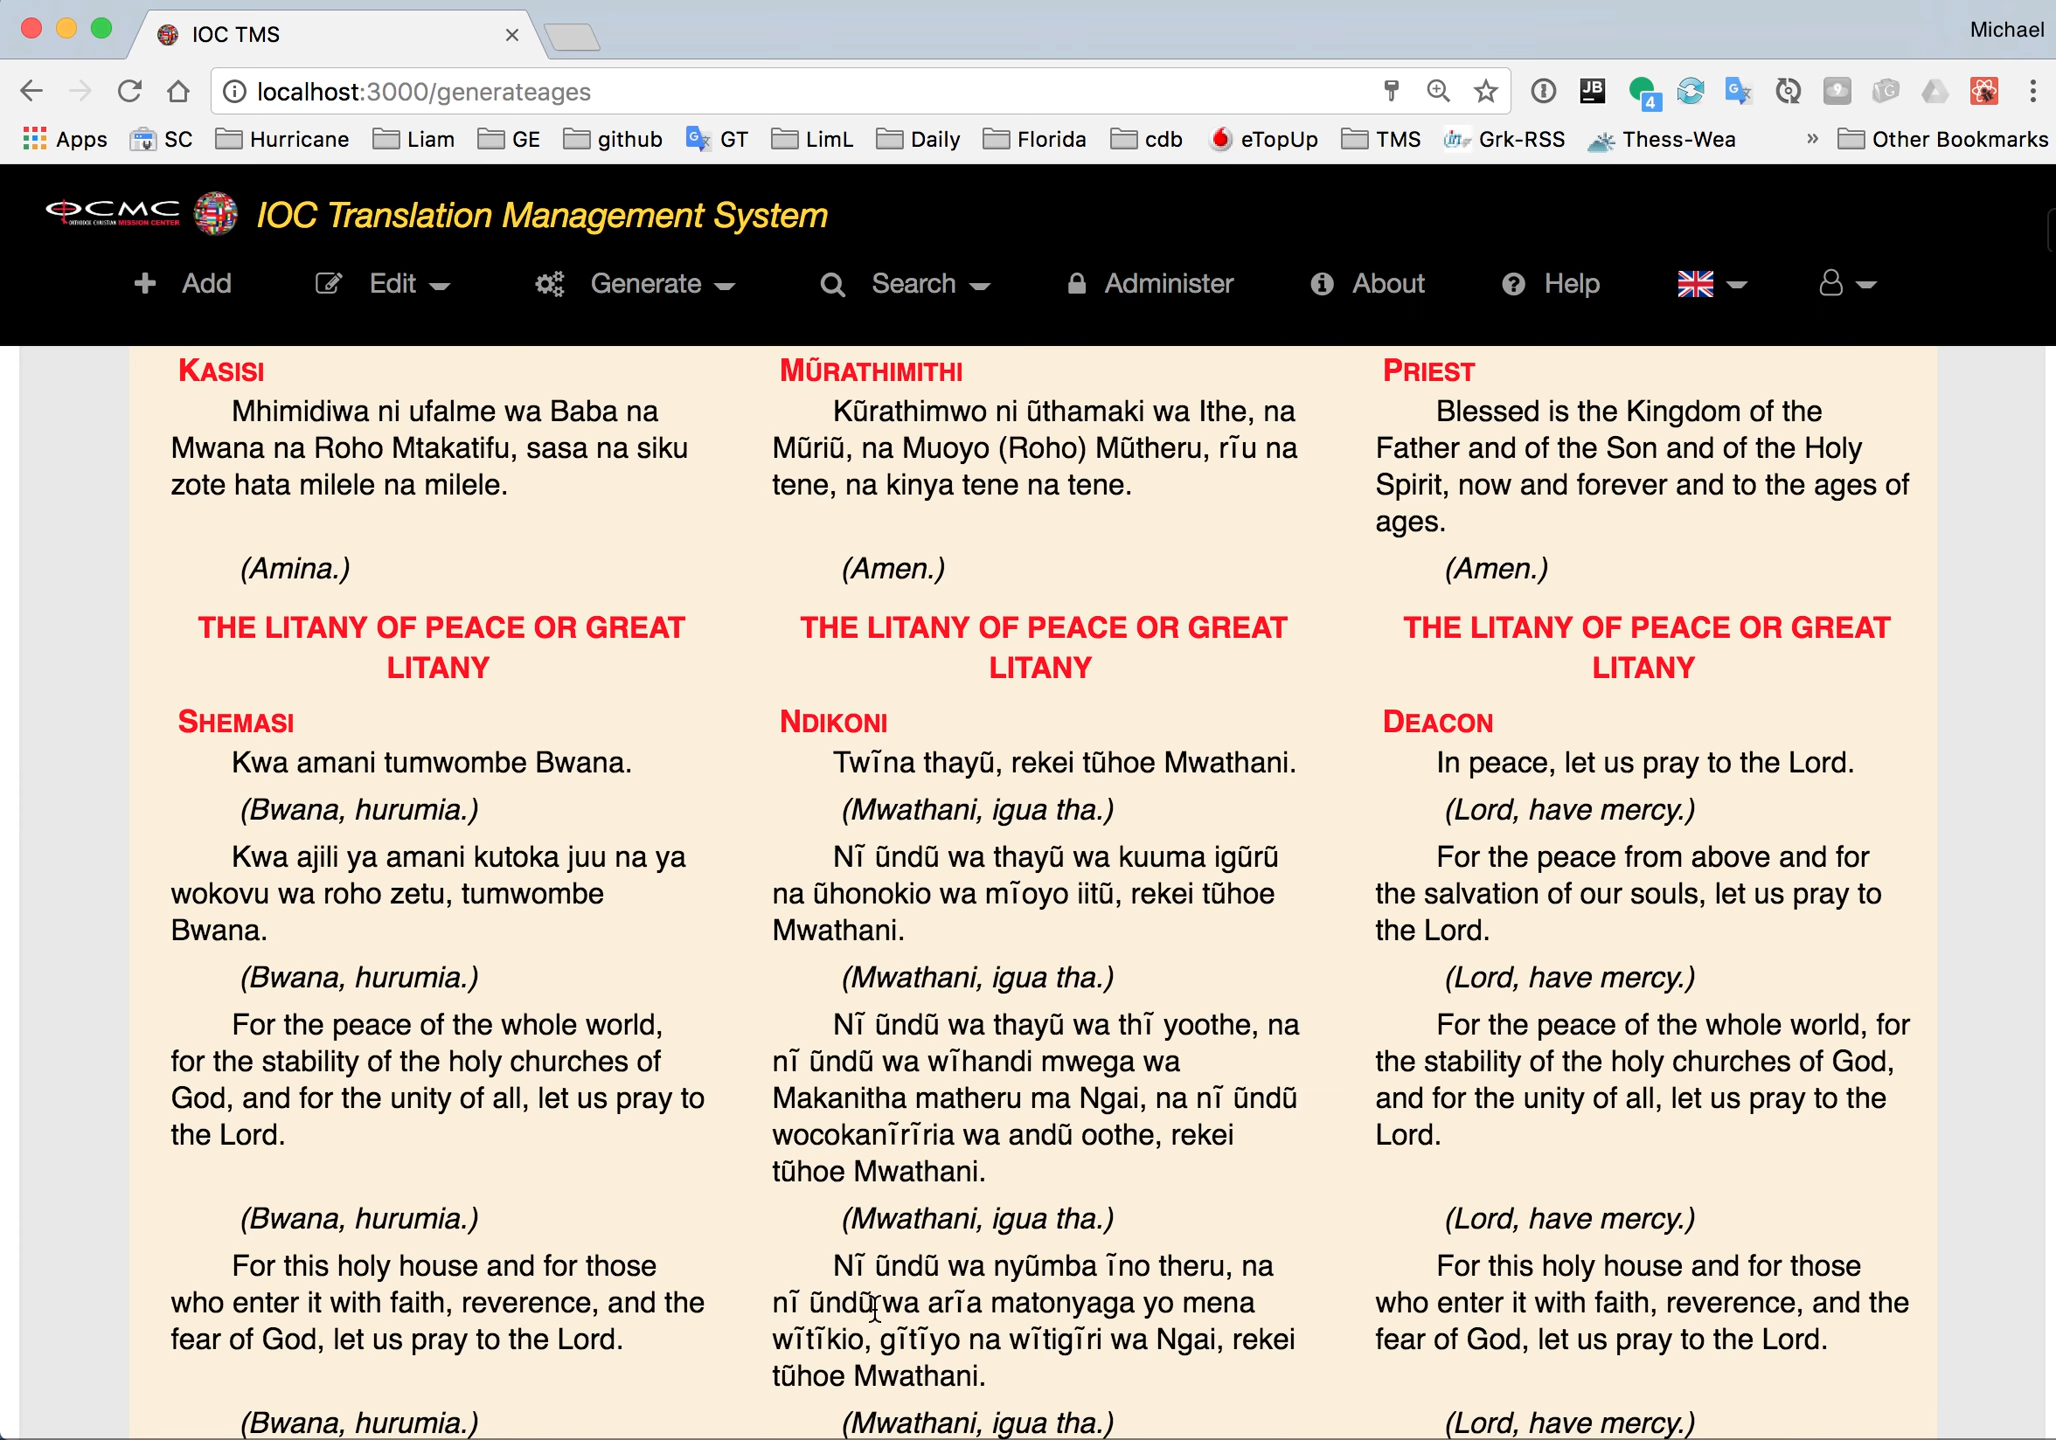 IOC TMS
Michael
localhost:3000/generateages
JB
4
Apps
SC
Hurricane
Liam
GE
github
GT
LimL
Daily
Florida
cdb
eTopUp
TMS
Grk-RSS
Thess-Wea
»
Other Bookmarks
OCMC
ORTHODOX CHRISTIAN MISSION CENTER
IOC Translation Management System
Add
Edit
Generate
Search
Administer
About
Help
KASISI
Mhimidiwa ni ufalme wa Baba na
Mwana na Roho Mtakatifu, sasa na siku
zote hata milele na milele.
(Amina.)
THE LITANY OF PEACE OR GREAT
LITANY
SHEMASI
Kwa amani tumwombe Bwana.
(Bwana, hurumia.)
Kwa ajili ya amani kutoka juu na ya
wokovu wa roho zetu, tumwombe
Bwana.
(Bwana, hurumia.)
For the peace of the whole world,
for the stability of the holy churches of
God, and for the unity of all, let us pray to
the Lord.
(Bwana, hurumia.)
For this holy house and for those
who enter it with faith, reverence, and the
fear of God, let us pray to the Lord.
(Bwana, hurumia.)
MŨRATHIMITHI
Kũrathimwo ni ũthamaki wa Ithe, na
Mũriũ, na Muoyo (Roho) Mũtheru, rĩu na
tene, na kinya tene na tene.
(Amen.)
THE LITANY OF PEACE OR GREAT
LITANY
NDIKONI
Twĩna thayũ, rekei tũhoe Mwathani.
(Mwathani, igua tha.)
Nĩ ũndũ wa thayũ wa kuuma igũrũ
na ũhonokio wa mĩoyo iitũ, rekei tũhoe
Mwathani.
(Mwathani, igua tha.)
Nĩ ũndũ wa thayũ wa thĩ yoothe, na
nĩ ũndũ wa wĩhandi mwega wa
Makanitha matheru ma Ngai, na nĩ ũndũ
wocokanĩrĩria wa andũ oothe, rekei
tũhoe Mwathani.
(Mwathani, igua tha.)
Nĩ ũndũ wa nyũmba ĩno theru, na
nĩ ũndũ wa arĩa matonyaga yo mena
wĩtĩkio, gĩtĩyo na wĩtigĩri wa Ngai, rekei
tũhoe Mwathani.
(Mwathani, igua tha.)
PRIEST
Blessed is the Kingdom of the
Father and of the Son and of the Holy
Spirit, now and forever and to the ages of
ages.
(Amen.)
THE LITANY OF PEACE OR GREAT
LITANY
DEACON
In peace, let us pray to the Lord.
(Lord, have mercy.)
For the peace from above and for
the salvation of our souls, let us pray to
the Lord.
(Lord, have mercy.)
For the peace of the whole world, for
the stability of the holy churches of God,
and for the unity of all, let us pray to the
Lord.
(Lord, have mercy.)
For this holy house and for those
who enter it with faith, reverence, and the
fear of God, let us pray to the Lord.
(Lord, have mercy.)